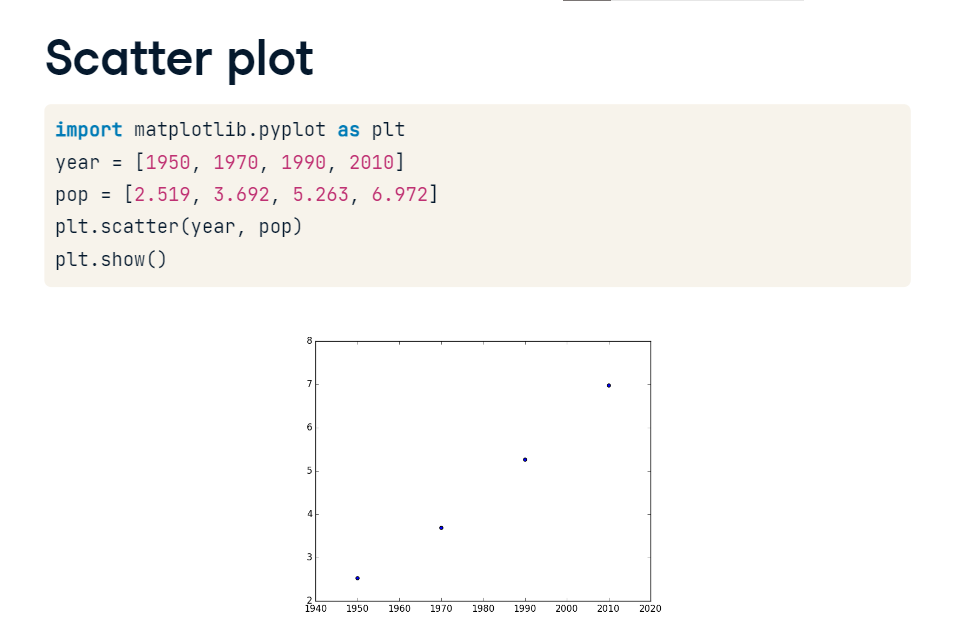 Scatter plot
import matplotlib.pyplot as plt
year = [1950, 1970, 1990, 2010]
pop = [2.519, 3.692, 5.263, 6.972]
plt.scatter(year, pop)
plt.show()
8
7
6
5
4
3
2
1940 1950 1960 1970 1980 1990 2000 2010 2020